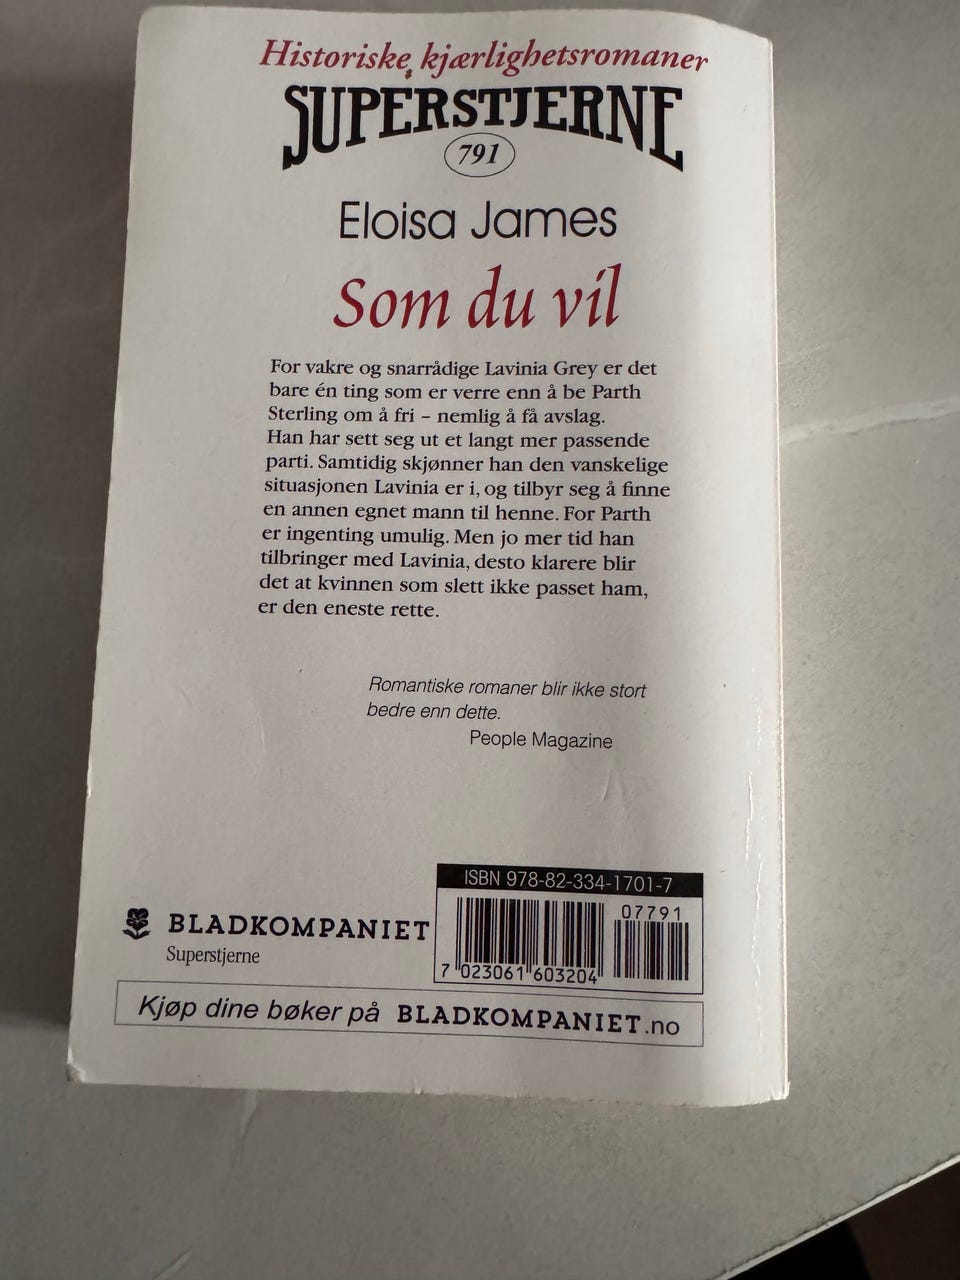 Historiske kjærlighetsromaner
SUPERSTJERNE
791
Eloisa James
Som du vil
For vakre og snarrådige Lavinia Grey er det
bare én ting som er verre enn å be Parth
Sterling om å fri – nemlig å få avslag.
Han har sett seg ut et langt mer passende
parti. Samtidig skjønner han den vanskelige
situasjonen Lavinia er i, og tilbyr seg å finne
en annen egnet mann til henne. For Parth
er ingenting umulig. Men jo mer tid han
tilbringer med Lavinia, desto klarere blir
det at kvinnen som slett ikke passet ham,
er den eneste rette.
Romantiske romaner blir ikke stort
bedre enn dette.
People Magazine
ISBN 978-82-334-1701-7
07791
7 023061 603204
BLADKOMPANIET
Superstjerne
Kjøp dine bøker på BLADKOMPANIET.no